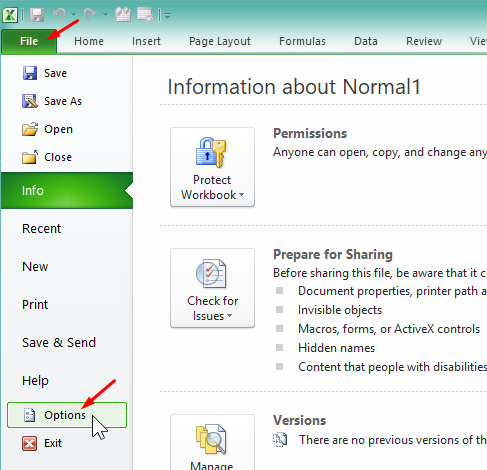 File Home Insert Page Layout Formulas Data Review
Save
Save As
Open
Close
Info
Recent
New
Print
Save & Send
Help
Options
Exit
Information about Normal1
Protect
Workbook
Permissions
Anyone can open, copy, and change any
Check for
Issues
Prepare for Sharing
Before sharing this file, be aware that it c
Document properties, printer path a
Invisible objects
Macros, forms, or ActiveX controls
Hidden names
Content that people with disabilities
Manage
Versions
There are no previous versions of th